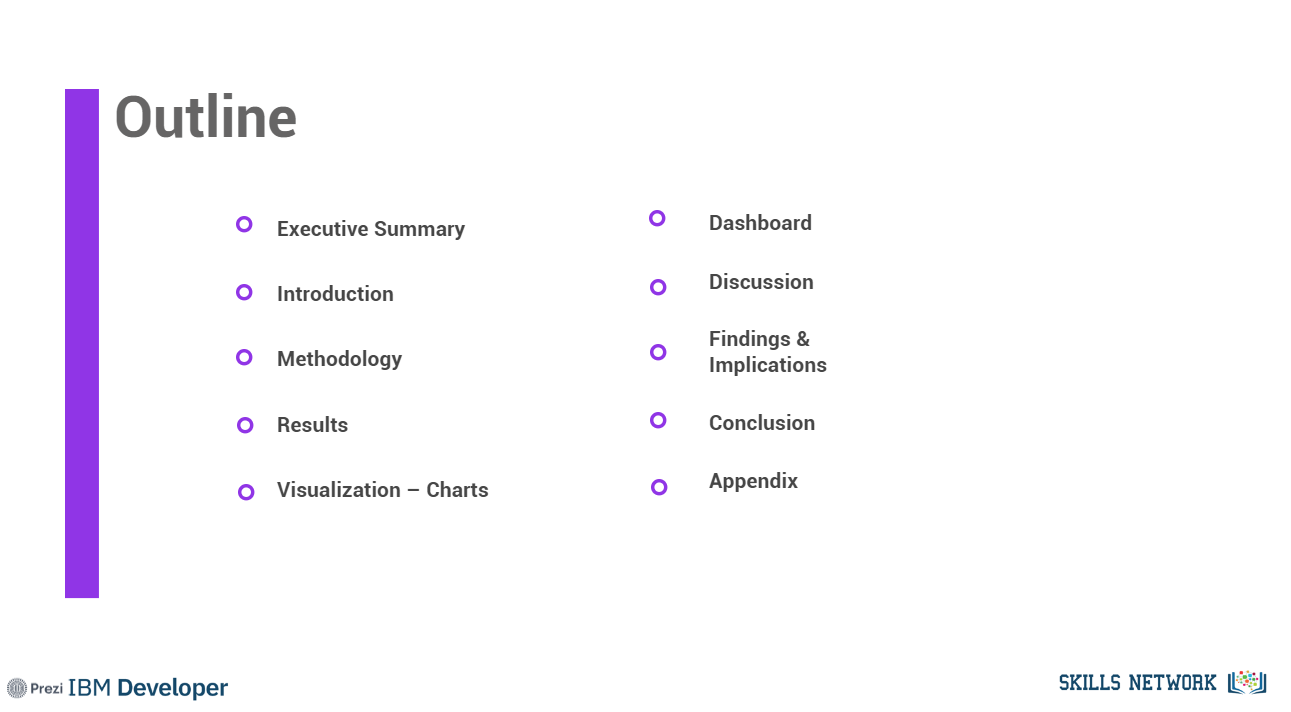 Outline
Executive Summary
Introduction
Methodology
Results
Visualization – Charts
Dashboard
Discussion
Findings &
Implications
Conclusion
Appendix
Prezi IBM Developer
SKILLS NETWORK